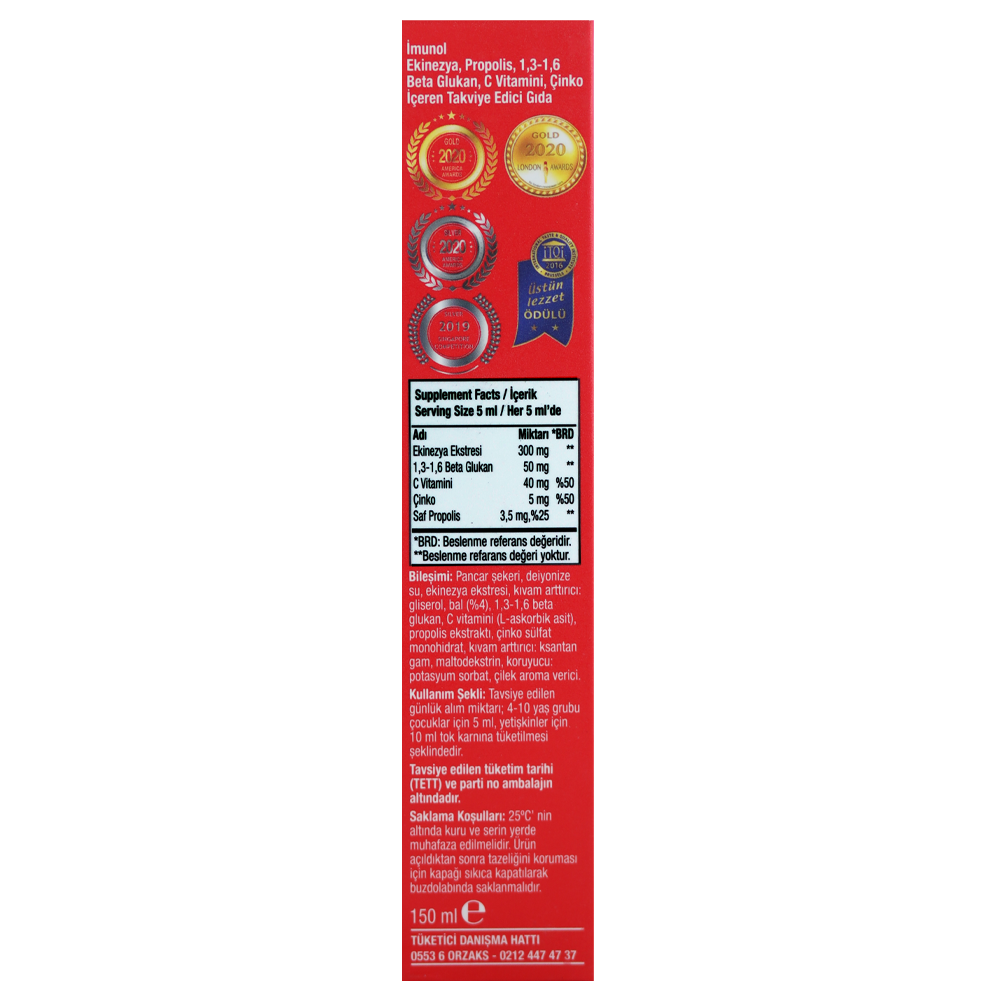 İmunol
Ekinezya, Propolis, 1,3-1,6
Beta Glukan, C Vitamini, Çinko
İçeren Takviye Edici Gıda
GOLD
2020
AMERICA
AWARDS
GOLD
2020
LONDON AWARDS
2020
AMERICA
AWARDS
iTQi
2016
üstün
lezzet
ÖDÜLÜ
SILVER
2019
SINGAPORE
Supplement Facts / İçerik
Serving Size 5 ml / Her 5 ml'de
Adı Miktarı *BRD
Ekinezya Ekstresi 300 mg **
1,3-1,6 Beta Glukan 50 mg **
C Vitamini 40 mg %50
Çinko 5 mg %50
Saf Propolis 3,5 mg,%25 **
*BRD: Beslenme referans değeridir.
**Beslenme refarans değeri yoktur.
Bileşimi: Pancar şekeri, deiyonize
su, ekinezya ekstresi, kıvam arttırıcı:
gliserol, bal (%4), 1,3-1,6 beta
glukan, C vitamini (L-askorbik asit),
propolis ekstraktı, çinko sülfat
monohidrat, kıvam arttırıcı: ksantan
gam, maltodekstrin, koruyucu:
potasyum sorbat, çilek aroma verici.
Kullanım Şekli: Tavsiye edilen
günlük alım miktarı; 4-10 yaş grubu
çocuklar için 5 ml, yetişkinler için
10 ml tok karnına tüketilmesi
şeklindedir.
Tavsiye edilen tüketim tarihi
(TETT) ve parti no ambalajın
altındadır.
Saklama Koşulları: 25ºC' nin
altında kuru ve serin yerde
muhafaza edilmelidir. Ürün
açıldıktan sonra tazeliğini koruması
için kapağı sıkıca kapatılarak
buzdolabında saklanmalıdır.
150 ml e
TÜKETİCİ DANIŞMA HATTI
0553 6 ORZAKS - 0212 447 47 37